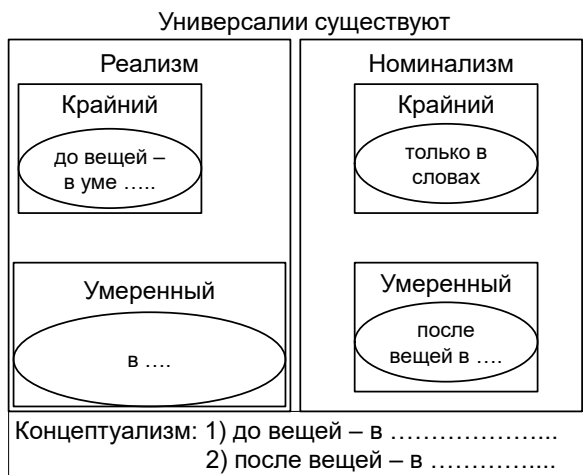 Универсалии существуют
Реализм
Крайний
до вещей –
в уме …..
Умеренный
в ….
Номинализм
Крайний
только в
словах
Умеренный
после
вещей в ….
Концептуализм: 1) до вещей – в ………………...
2) после вещей – в …………....